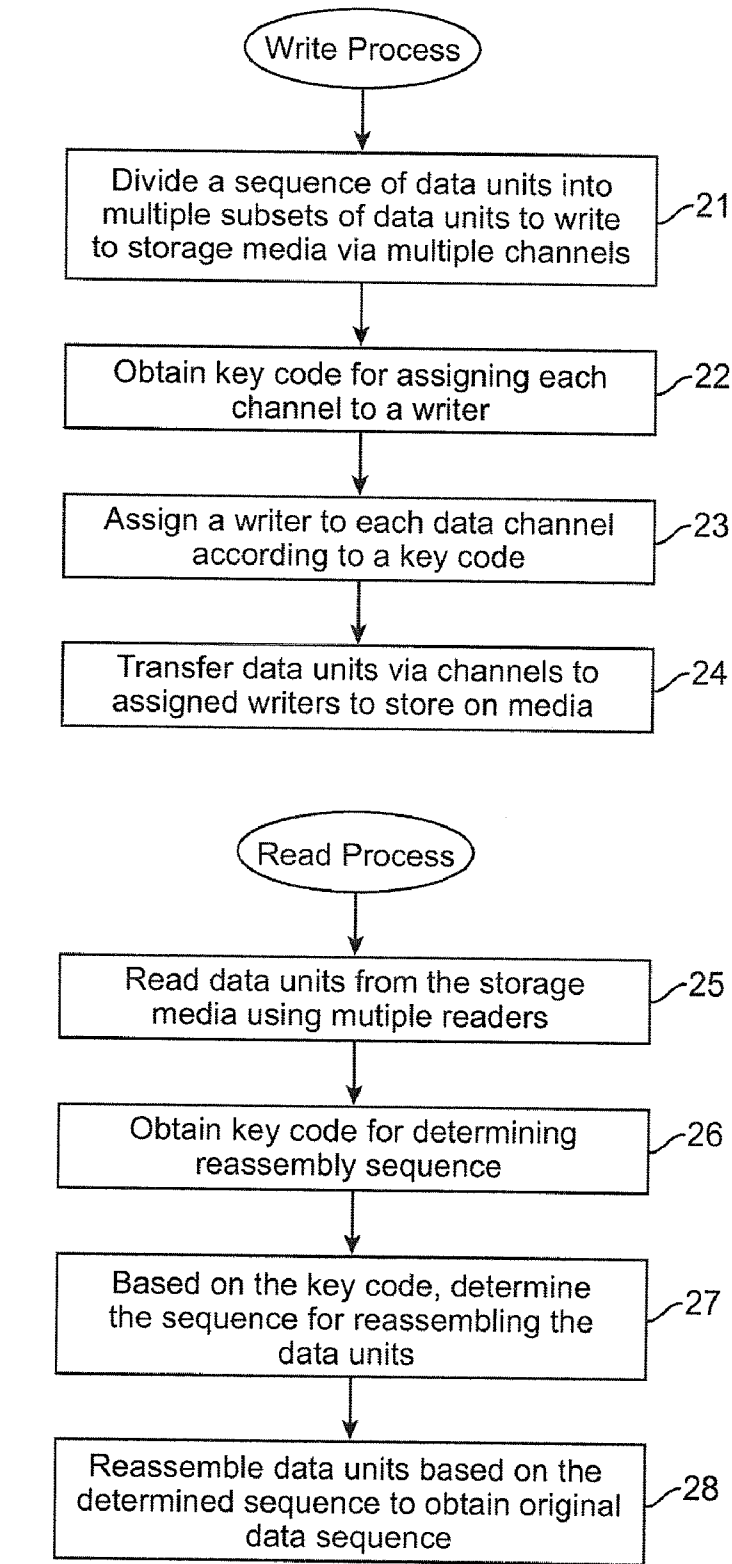 Write Process
Divide a sequence of data units into
multiple subsets of data units to write
to storage media via multiple channels
21
Obtain key code for assigning each
channel to a writer
22
Assign a writer to each data channel
according to a key code
23
Transfer data units via channels to
assigned writers to store on media
24
Read Process
Read data units from the storage
media using mutiple readers
25
Obtain key code for determining
reassembly sequence
26
Based on the key code, determine
the sequence for reassembling the
data units
27
Reassemble data units based on the
determined sequence to obtain original
data sequence
28